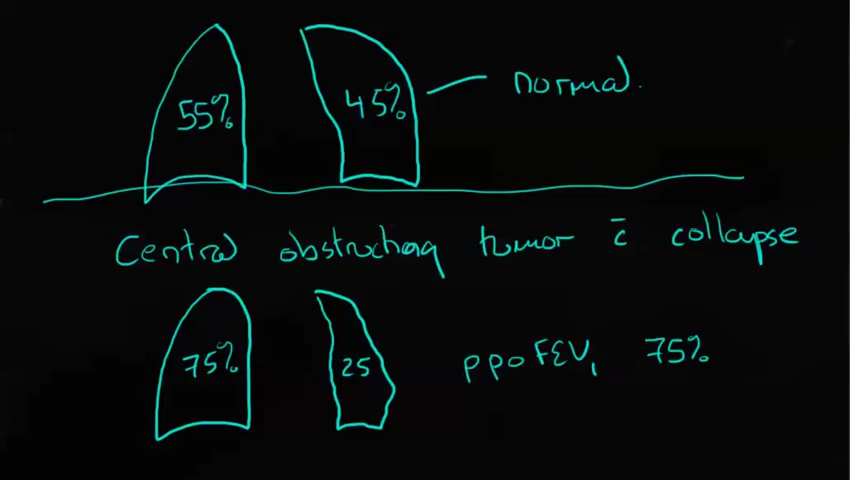 55% 45% normal.
Central obstructing tumor c̄ collapse
75% 25 ppoFEV₁ 75%